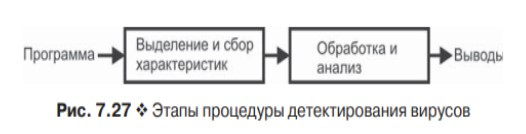 Программа
Выделение и сбор
характеристик
Обработка и
анализ
Выводы
Рис. 7.27 ❖ Этапы процедуры детектирования вирусов